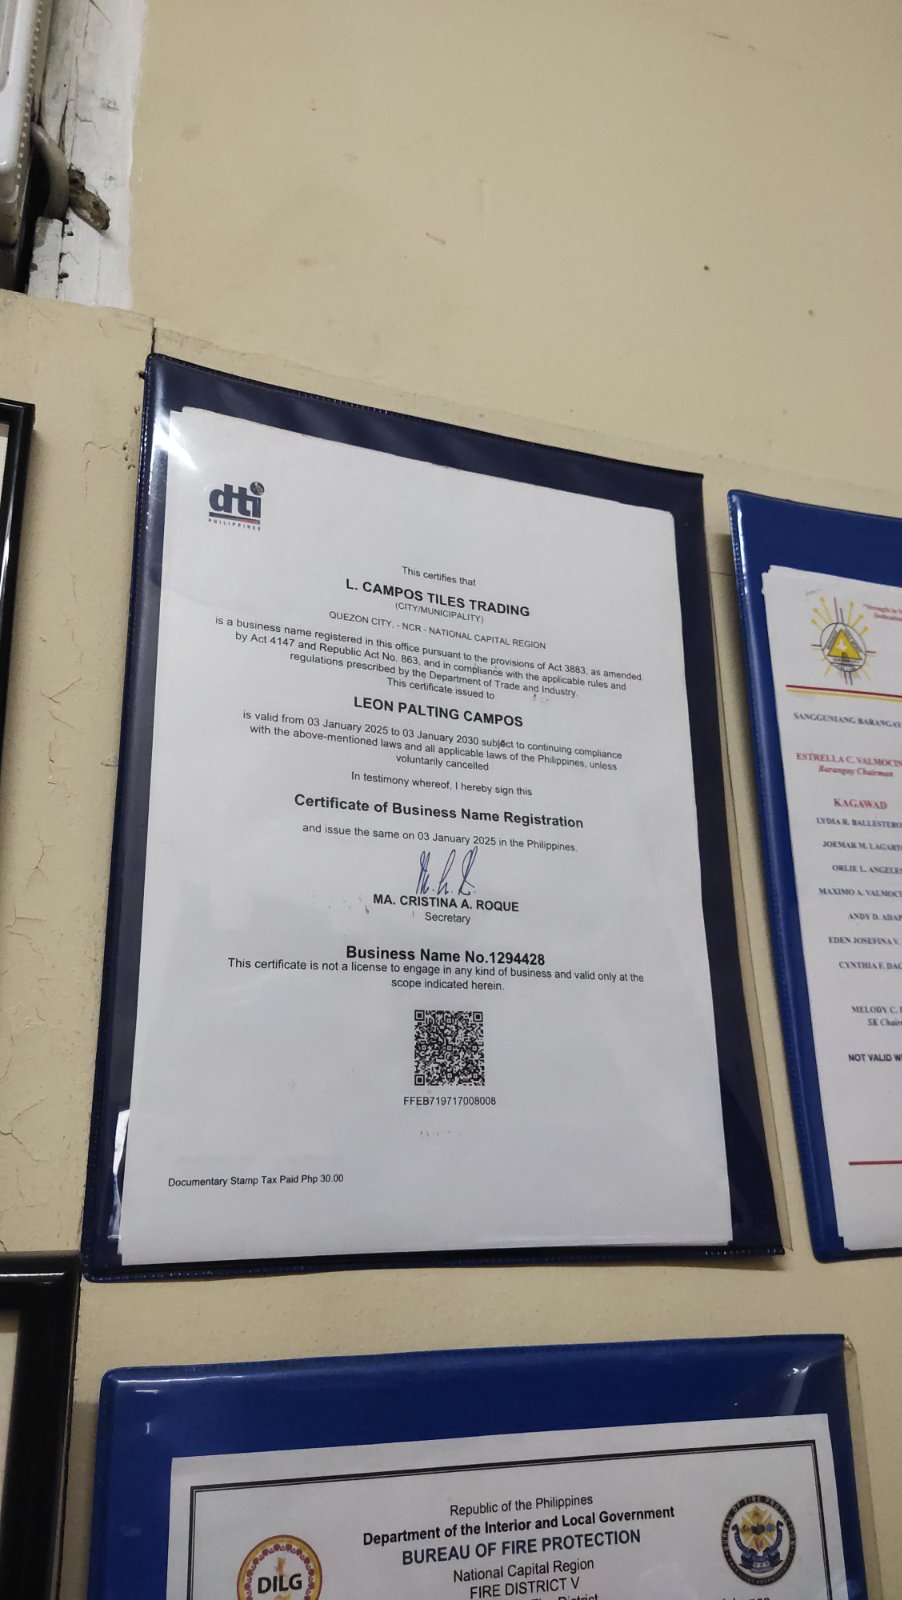 dti
PHILIPPINES
This certifies that
L. CAMPOS TILES TRADING
(CITY/MUNICIPALITY)
QUEZON CITY, - NCR - NATIONAL CAPITAL REGION
is a business name registered in this office pursuant to the provisions of Act 3883, as amended
by Act 4147 and Republic Act No. 863, and in compliance with the applicable rules and
regulations prescribed by the Department of Trade and Industry.
This certificate issued to
LEON PALTING CAMPOS
is valid from 03 January 2025 to 03 January 2030 subject to continuing compliance
with the above-mentioned laws and all applicable laws of the Philippines, unless
voluntarily cancelled
In testimony whereof, I hereby sign this
Certificate of Business Name Registration
and issue the same on 03 January 2025 in the Philippines.
MA. CRISTINA A. ROQUE
Secretary
Business Name No.1294428
This certificate is not a license to engage in any kind of business and valid only at the
scope indicated herein.
FFEB719717008008
Documentary Stamp Tax Paid Php 30.00
SANGGUNIANG BARANGAY
ESTRELLA C. VALMOCIN
Barangay Chairman
KAGAWAD
LYDIA R. BALLESTERO
JOEMAR M. LAGART
ORLIE L. ANGELES
MAXIMO A. VALMOCI
ANDY D. ADAP
EDEN JOSEFINA V.
CYNTHIA F. DAC
MELODY C.
SK Chair
NOT VALID W
Republic of the Philippines
Department of the Interior and Local Government
BUREAU OF FIRE PROTECTION
National Capital Region
FIRE DISTRICT V
DILG
BUREAU OF FIRE PROTECTION